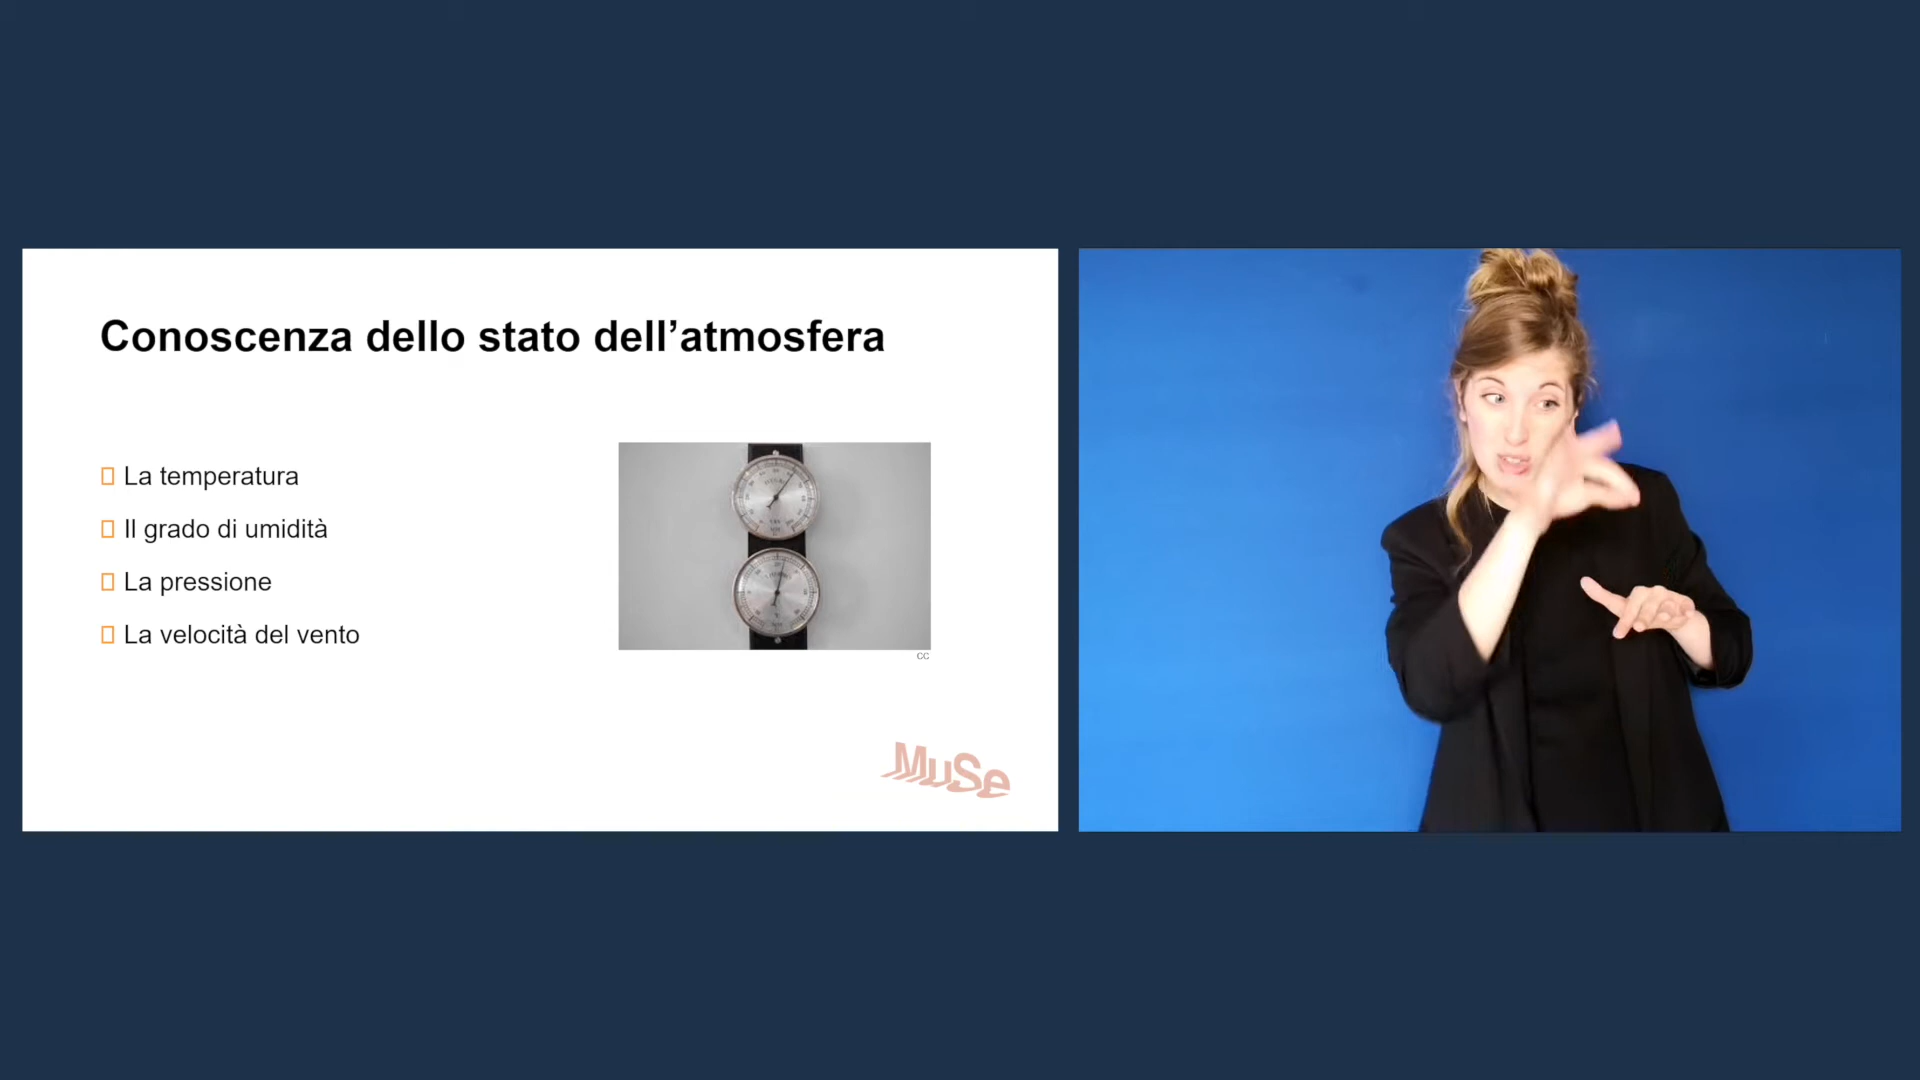 Conoscenza dello stato dell’atmosfera
La temperatura
Il grado di umidità
La pressione
La velocità del vento
CC
MuSe